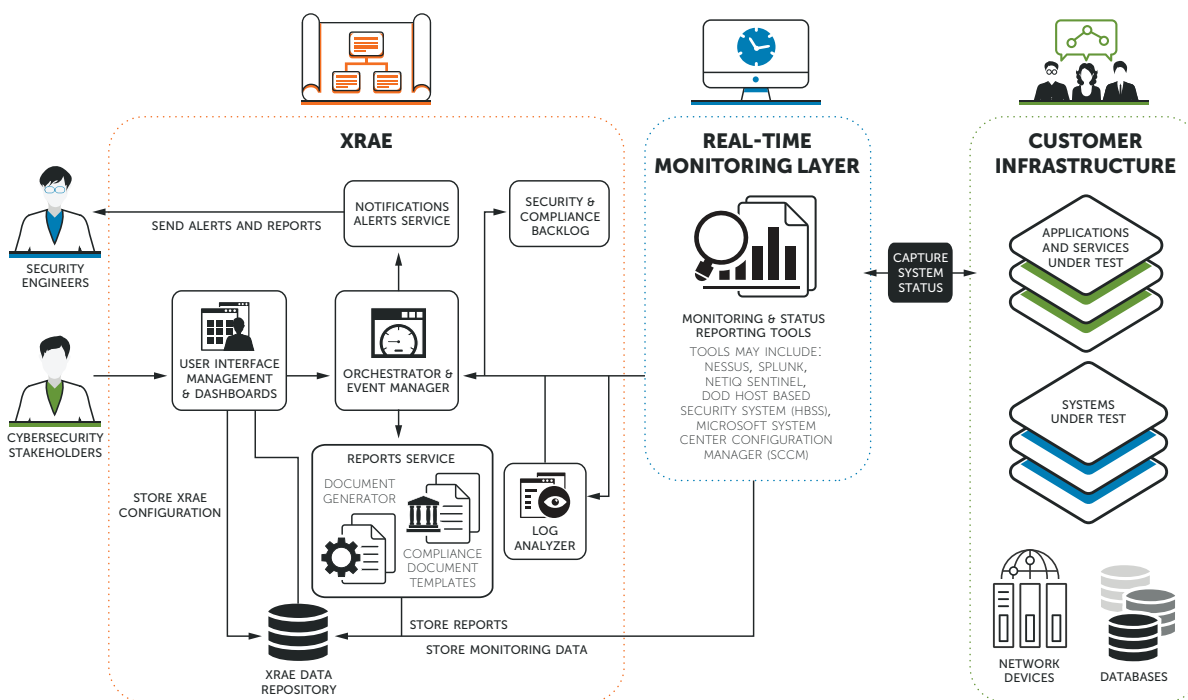 XRAE
REAL-TIME
MONITORING LAYER
CUSTOMER
INFRASTRUCTURE
SECURITY
ENGINEERS
SEND ALERTS AND REPORTS
NOTIFICATIONS
ALERTS SERVICE
SECURITY &
COMPLIANCE
BACKLOG
CYBERSECURITY
STAKEHOLDERS
USER INTERFACE
MANAGEMENT
& DASHBOARDS
ORCHESTRATOR &
EVENT MANAGER
REPORTS SERVICE
DOCUMENT
GENERATOR
COMPLIANCE
DOCUMENT
TEMPLATES
LOG
ANALYZER
STORE XRAE
CONFIGURATION
STORE REPORTS
STORE MONITORING DATA
XRAE DATA
REPOSITORY
MONITORING & STATUS
REPORTING TOOLS
TOOLS MAY INCLUDE:
NESSUS, SPLUNK,
NETIQ SENTINEL,
DOD HOST BASED
SECURITY SYSTEM (HBSS),
MICROSOFT SYSTEM
CENTER CONFIGURATION
MANAGER (SCCM)
CAPTURE
SYSTEM
STATUS
APPLICATIONS
AND SERVICES
UNDER TEST
SYSTEMS
UNDER TEST
NETWORK
DEVICES
DATABASES